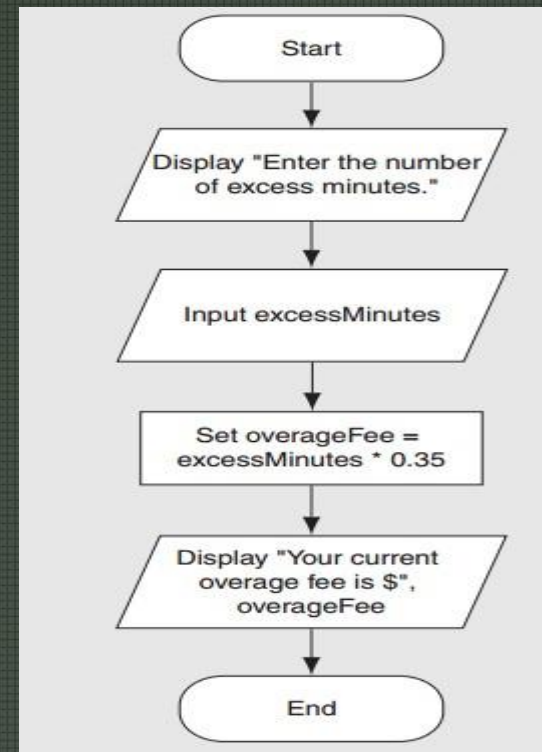 Start
Display "Enter the number
of excess minutes."
Input excessMinutes
Set overageFee =
excessMinutes * 0.35
Display "Your current
overage fee is $",
overageFee
End